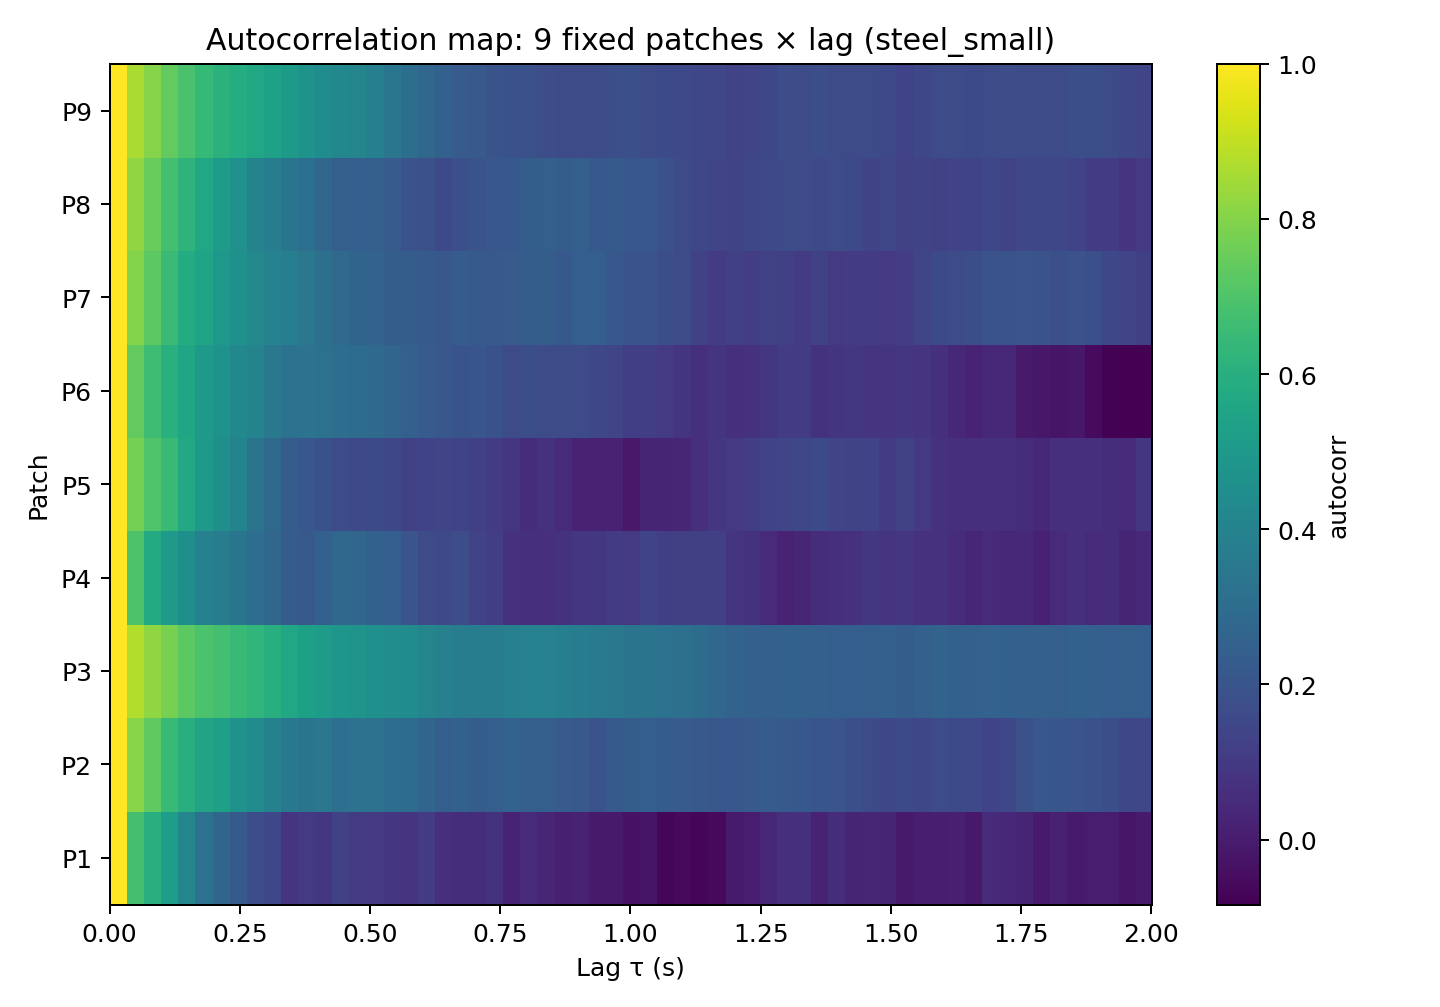 Autocorrelation map: 9 fixed patches × lag (steel_small)
P9
P8
P7
P6
P5
P4
P3
P2
P1
Patch
0.00 0.25 0.50 0.75 1.00 1.25 1.50 1.75 2.00
Lag τ (s)
1.0
0.8
0.6
0.4
0.2
0.0
autocorr